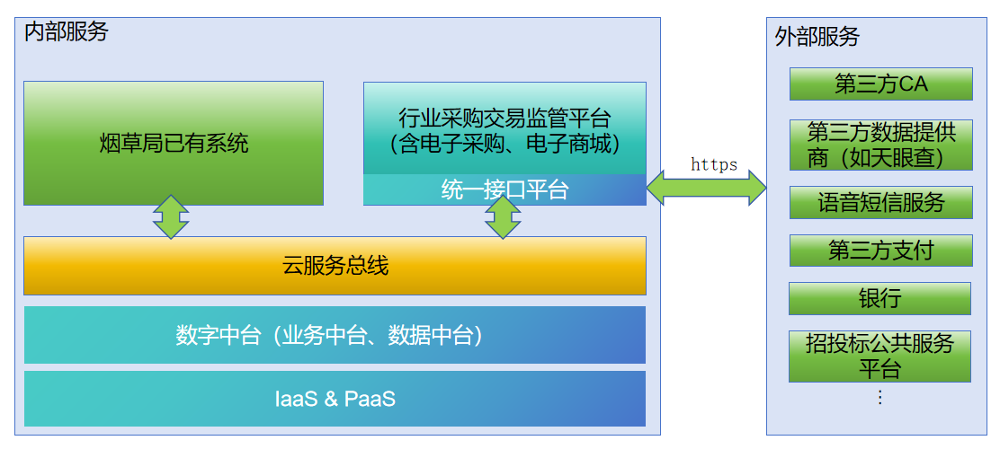 内部服务
烟草局已有系统
行业采购交易监管平台
（含电子采购、电子商城）
统一接口平台
云服务总线
数字中台（业务中台、数据中台）
IaaS & PaaS
https
外部服务
第三方CA
第三方数据提供
商（如天眼查）
语音短信服务
第三方支付
银行
招投标公共服务
平台
⋮